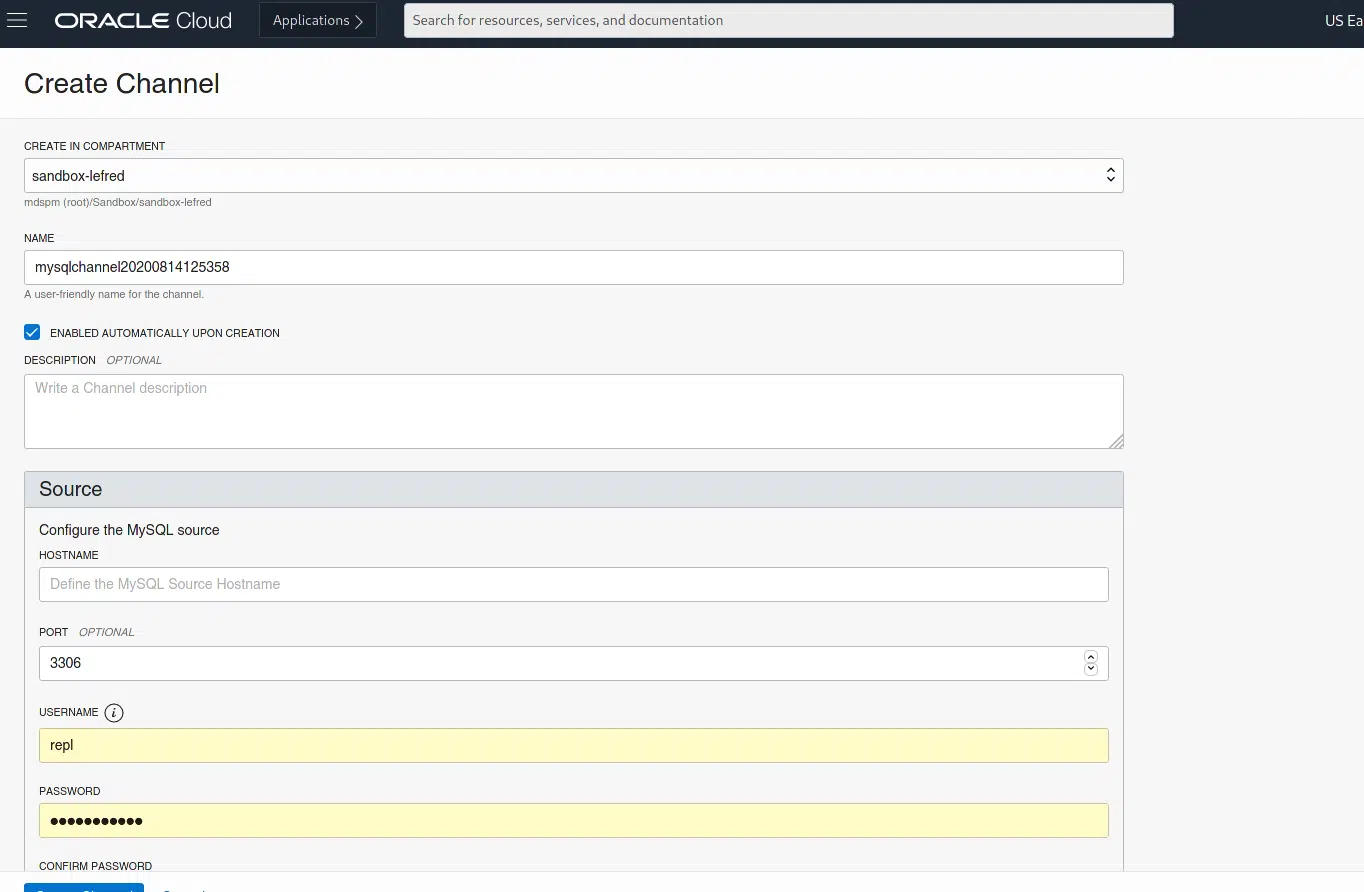 ORACLE Cloud
Applications
Search for resources, services, and documentation
US Ea
Create Channel
CREATE IN COMPARTMENT
sandbox-lefred
mdspm (root)/Sandbox/sandbox-lefred
NAME
mysqlchannel20200814125358
A user-friendly name for the channel.
ENABLED AUTOMATICALLY UPON CREATION
DESCRIPTION OPTIONAL
Write a Channel description
Source
Configure the MySQL source
HOSTNAME
Define the MySQL Source Hostname
PORT OPTIONAL
3306
USERNAME i
repl
PASSWORD
●●●●●●●●●●●
CONFIRM PASSWORD